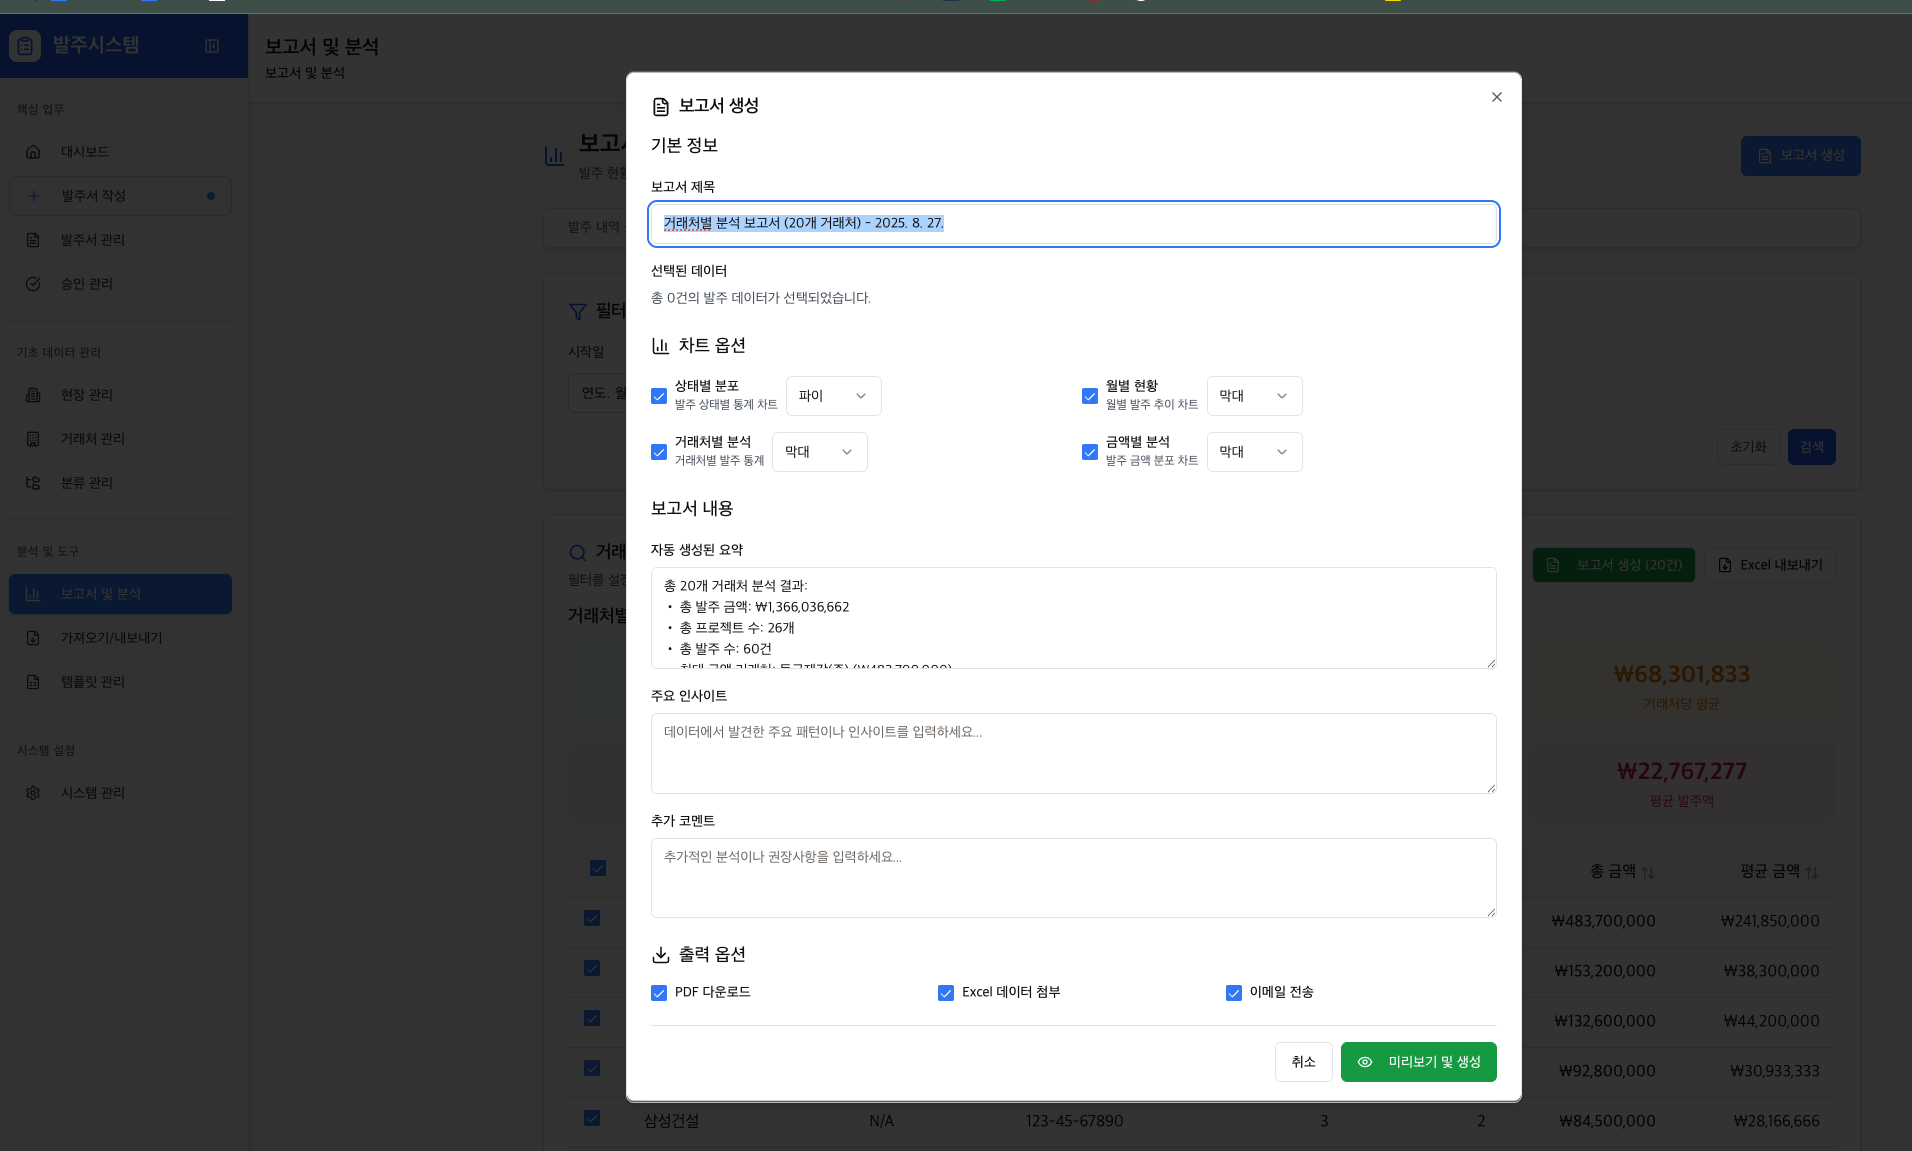 발주시스템
보고서 및 분석
보고서 및 분석
핵심 업무
대시보드
발주서 작성
발주서 관리
승인 관리
기초 데이터 관리
현장 관리
거래처 관리
분류 관리
분석 및 도구
보고서 및 분석
가져오기/내보내기
템플릿 관리
시스템 설정
시스템 관리
발주 내역
시작일
연도. 월
보고서 생성
초기화
검색
보고서 생성 (20건)
Excel 내보내기
₩68,301,833
거래처당 평균
₩22,767,277
평균 발주액
총 금액
평균 금액
₩483,700,000
₩241,850,000
₩153,200,000
₩38,300,000
₩132,600,000
₩44,200,000
₩92,800,000
₩30,933,333
삼성건설
N/A
123-45-67890
3
2
₩84,500,000
₩28,166,666
보고서 생성
기본 정보
보고서 제목
거래처별 분석 보고서 (20개 거래처) - 2025. 8. 27.
선택된 데이터
총 0건의 발주 데이터가 선택되었습니다.
차트 옵션
상태별 분포
발주 상태별 통계 차트
파이
월별 현황
월별 발주 추이 차트
막대
거래처별 분석
거래처별 발주 통계
막대
금액별 분석
발주 금액 분포 차트
막대
보고서 내용
자동 생성된 요약
총 20개 거래처 분석 결과:
• 총 발주 금액: ₩1,366,036,662
• 총 프로젝트 수: 26개
• 총 발주 수: 60건
주요 인사이트
데이터에서 발견한 주요 패턴이나 인사이트를 입력하세요...
추가 코멘트
추가적인 분석이나 권장사항을 입력하세요...
출력 옵션
PDF 다운로드
Excel 데이터 첨부
이메일 전송
취소
미리보기 및 생성